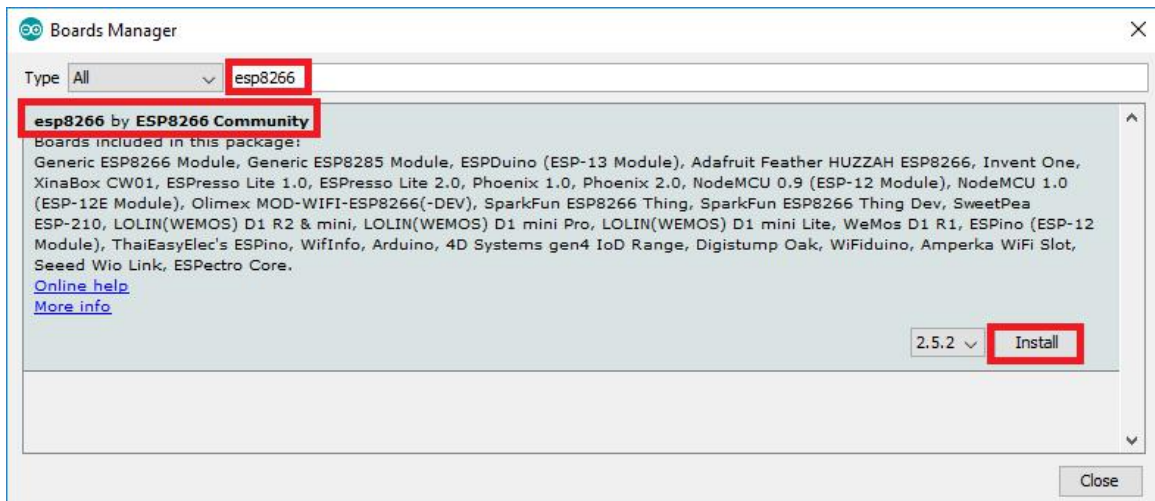 Boards Manager
Type All esp8266
esp8266 by ESP8266 Community
Boards included in this package:
Generic ESP8266 Module, Generic ESP8285 Module, ESPDuino (ESP-13 Module), Adafruit Feather HUZZAH ESP8266, Invent One,
XinaBox CW01, ESPresso Lite 1.0, ESPresso Lite 2.0, Phoenix 1.0, Phoenix 2.0, NodeMCU 0.9 (ESP-12 Module), NodeMCU 1.0
(ESP-12E Module), Olimex MOD-WIFI-ESP8266(-DEV), SparkFun ESP8266 Thing, SparkFun ESP8266 Thing Dev, SweetPea
ESP-210, LOLIN(WEMOS) D1 R2 & mini, LOLIN(WEMOS) D1 mini Pro, LOLIN(WEMOS) D1 mini Lite, WeMos D1 R1, ESPino (ESP-12
Module), ThaiEasyElec's ESPino, WifInfo, Arduino, 4D Systems gen4 IoD Range, Digistump Oak, WiFiduino, Amperka WiFi Slot,
Seeed Wio Link, ESPectro Core.
Online help
More info
2.5.2 Install
Close